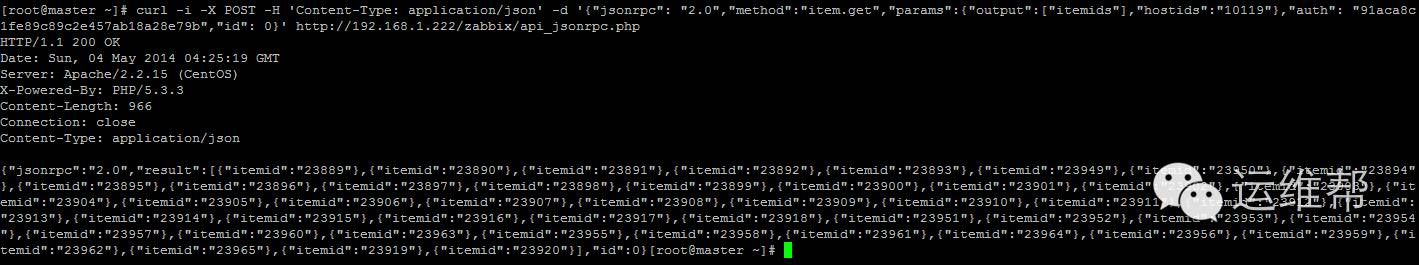 [root@master ~]# curl -i -X POST -H 'Content-Type: application/json' -d '{"jsonrpc": "2.0","method":"item.get","params":{"output":["itemids"],"hostids":"10119"},"auth": "91aca8c
1fe89c89c2e457ab18a28e79b","id": 0}' http://192.168.1.222/zabbix/api_jsonrpc.php
HTTP/1.1 200 OK
Date: Sun, 04 May 2014 04:25:19 GMT
Server: Apache/2.2.15 (CentOS)
X-Powered-By: PHP/5.3.3
Content-Length: 966
Connection: close
Content-Type: application/json
{"jsonrpc":"2.0","result":[{"itemid":"23889"},{"itemid":"23890"},{"itemid":"23891"},{"itemid":"23892"},{"itemid":"23893"},{"itemid":"23949"},{"itemid":"23950"},{"itemid":"23894"
},{"itemid":"23895"},{"itemid":"23896"},{"itemid":"23897"},{"itemid":"23898"},{"itemid":"23899"},{"itemid":"23900"},{"itemid":"23901"},{"itemid":
emid":"23904"},{"itemid":"23905"},{"itemid":"23906"},{"itemid":"23907"},{"itemid":"23908"},{"itemid":"23909"},{"itemid":"23910"},{"itemid":"23911"
"23913"},{"itemid":"23914"},{"itemid":"23915"},{"itemid":"23916"},{"itemid":"23917"},{"itemid":"23918"},{"itemid":"23951"},{"itemid":"23952"},{"itemid":"23953"},{"itemid":"23954
"},{"itemid":"23957"},{"itemid":"23960"},{"itemid":"23963"},{"itemid":"23955"},{"itemid":"23958"},{"itemid":"23961"},{"itemid":"23964"},{"itemid":"23956"},{"itemid":"23959"},{"it
emid":"23962"},{"itemid":"23965"},{"itemid":"23919"},{"itemid":"23920"}],"id":0}[root@master ~]#
运维帮